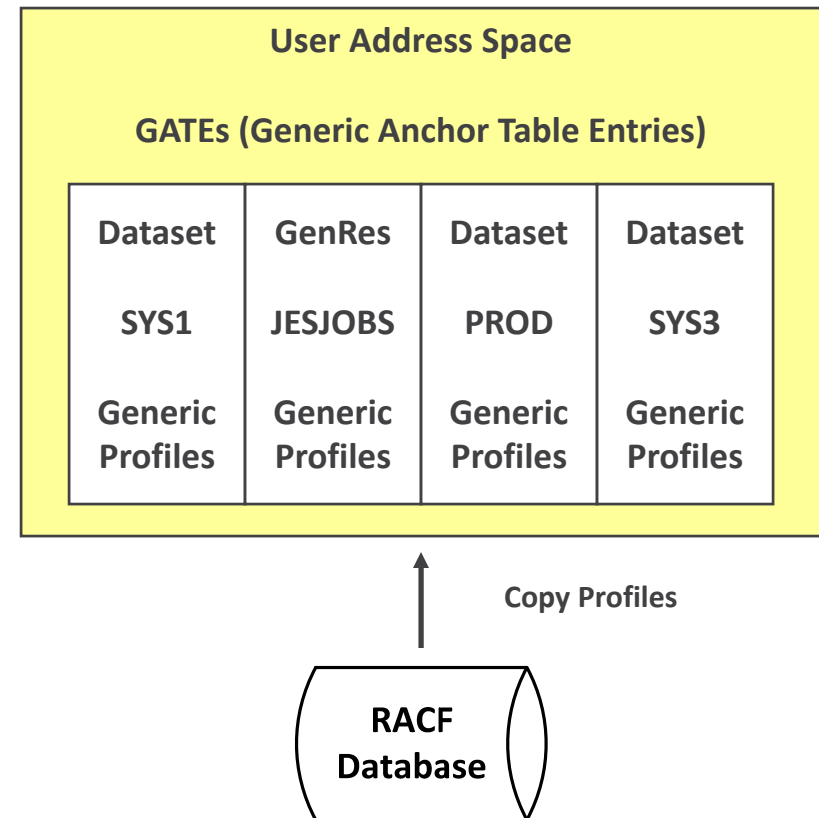 User Address Space
GATEs (Generic Anchor Table Entries)
Dataset GenRes Dataset Dataset
SYS1 JESJOBS PROD SYS3
Generic Generic Generic Generic
Profiles Profiles Profiles Profiles
Copy Profiles
RACF
Database